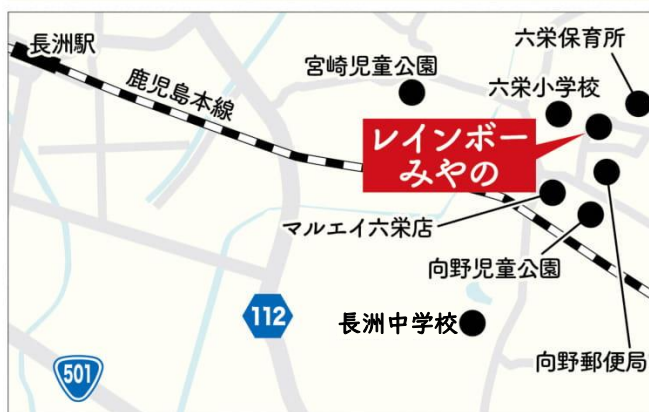 長洲駅
鹿児島本線
宮崎児童公園
六栄保育所
六栄小学校
レインボー
みやの
マルエイ六栄店
向野児童公園
112
長洲中学校
向野郵便局
501